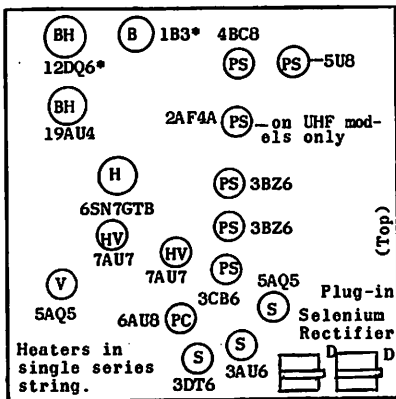 BH B 1B3* 4BC8
12DQ6* PS PS 5U8
BH
19AU4 2AF4A PS on UHF mod-
els only
H PS 3BZ6
6SN7GTB
HV PS 3BZ6
7AU7 HV
7AU7 PS
V 3CB6 5AQ5
5AQ5 6AU8 PC S
(Top)
Plug-in
Selenium
Rectifier
D D
Heaters in
single series
string.
S S
3DT6 3AU6